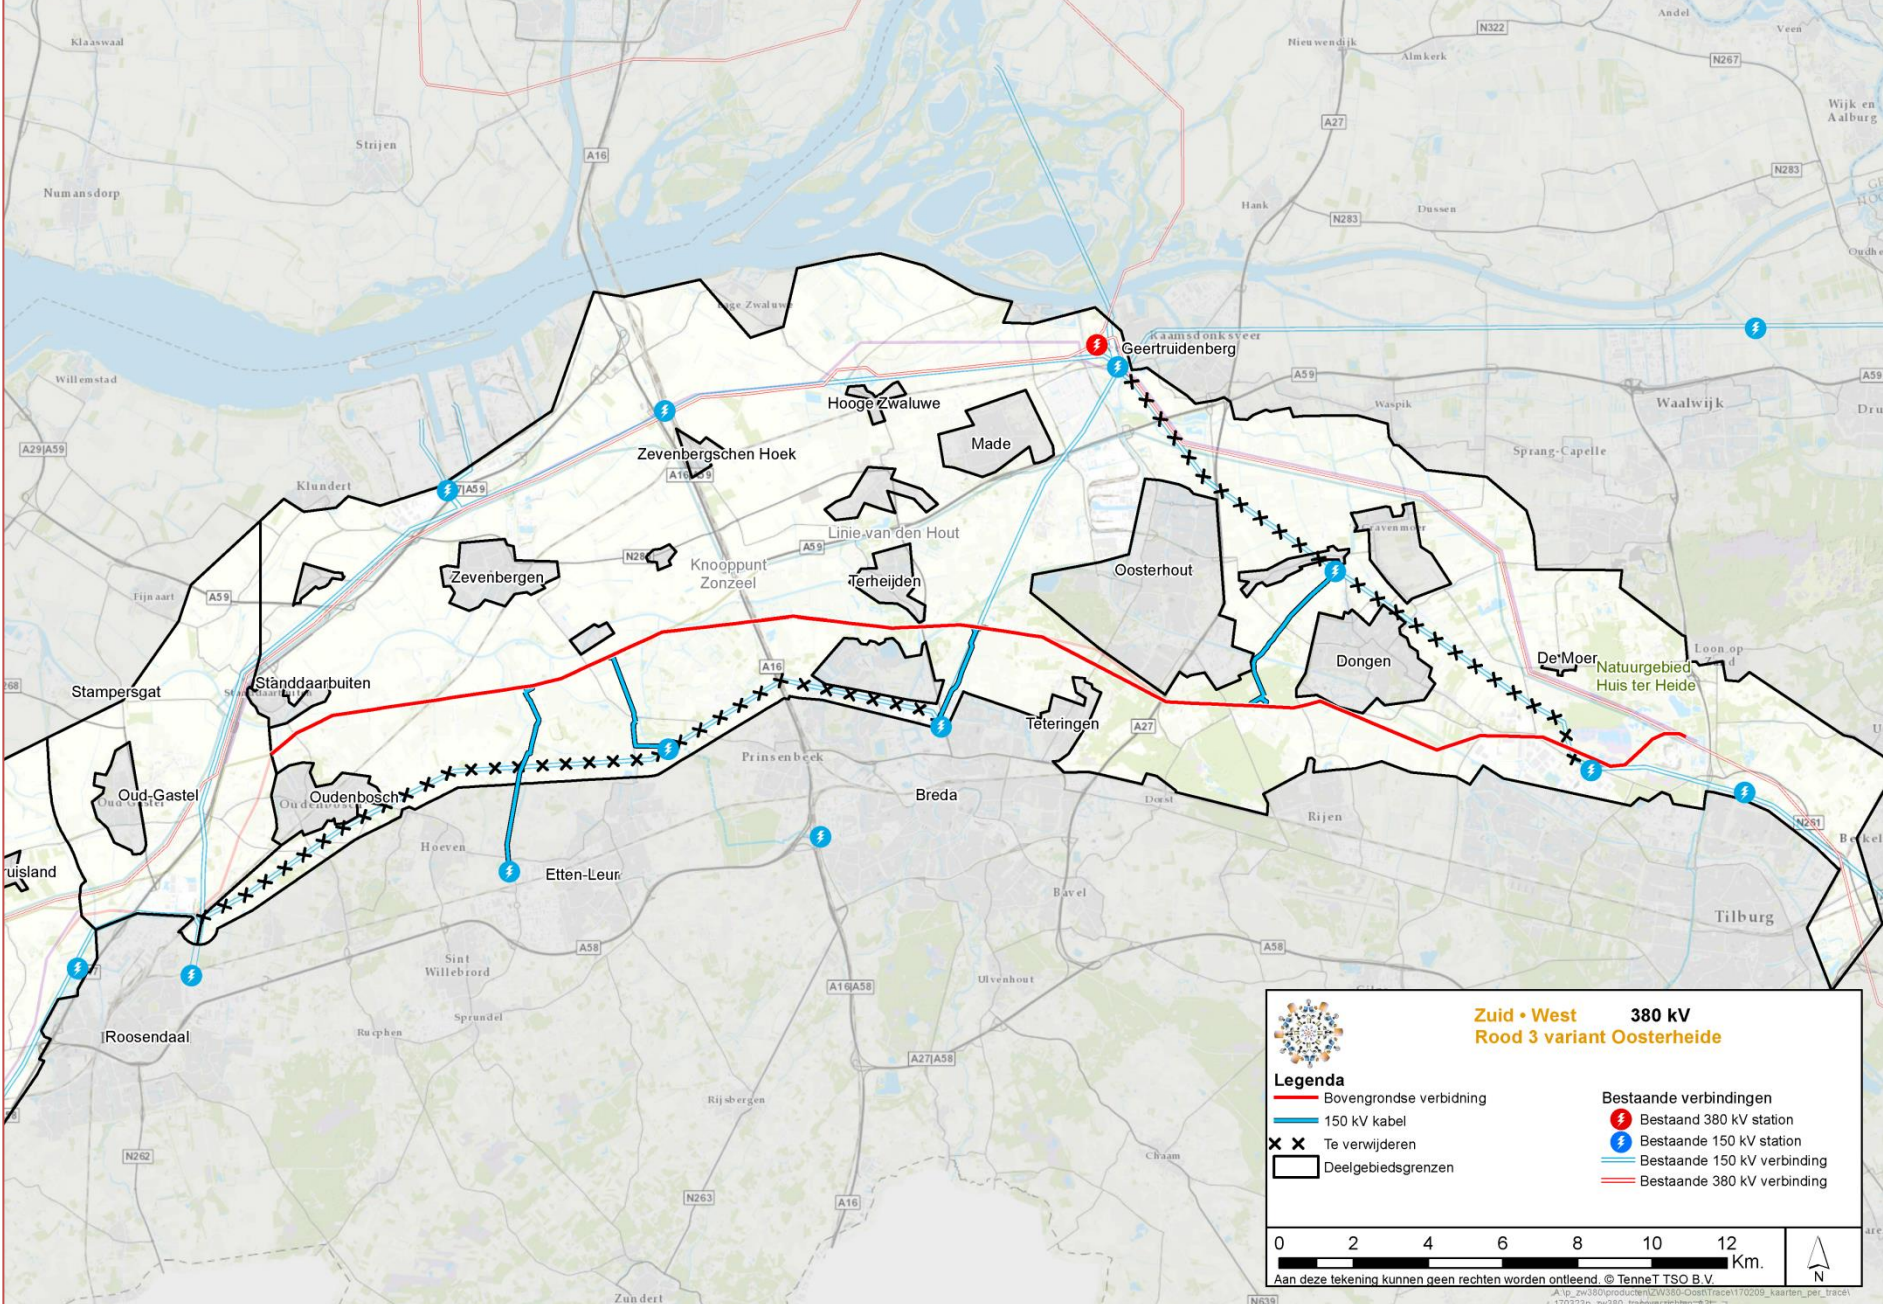 Klaaswaal
Andel
N322
Veen
Nieuwendijk
Almkerk
N267
Wijk en
Aalburg
A27
Strijen
A16
N283
Numansdorp
Hank
Dussen
N283
Raamsdonksveer
Geertruidenberg
Willemstad
A59
A59
Hooge Zwaluwe
Waspik
Waalwijk
Made
Zevenbergschen Hoek
Sprang-Capelle
A29|A59
Klundert
Linie van den Hout
A59
Knooppunt
Zonzeel
Zevenbergen
Terheijden
Oosterhout
Fijnaart
A59
A16
Dongen
De Moer
Natuurgebied
Huis ter Heide
Loon op
Stampersgat
Standdaarbuiten
Teteringen
A27
Prinsenbeek
Oud-Gastel
Oudenbosch
Breda
Dorst
Rijen
N261
Hoeven
Etten-Leur
Bavel
Tilburg
A58
A58
Sint
Willebrord
Ulvenhout
A16|A58
Roosendaal
Rucphen
Sprundel
A27|A58
Rijsbergen
N262
Chaam
N263
A16
Zundert
N639
Zuid • West 380 kV
Rood 3 variant Oosterheide
Legenda
Bovengrondse verbidning
150 kV kabel
Te verwijderen
Deelgebiedsgrenzen
Bestaande verbindingen
Bestaand 380 kV station
Bestaande 150 kV station
Bestaande 150 kV verbinding
Bestaande 380 kV verbinding
0 2 4 6 8 10 12
Km.
N
Aan deze tekening kunnen geen rechten worden ontleend. © TenneT TSO B.V.